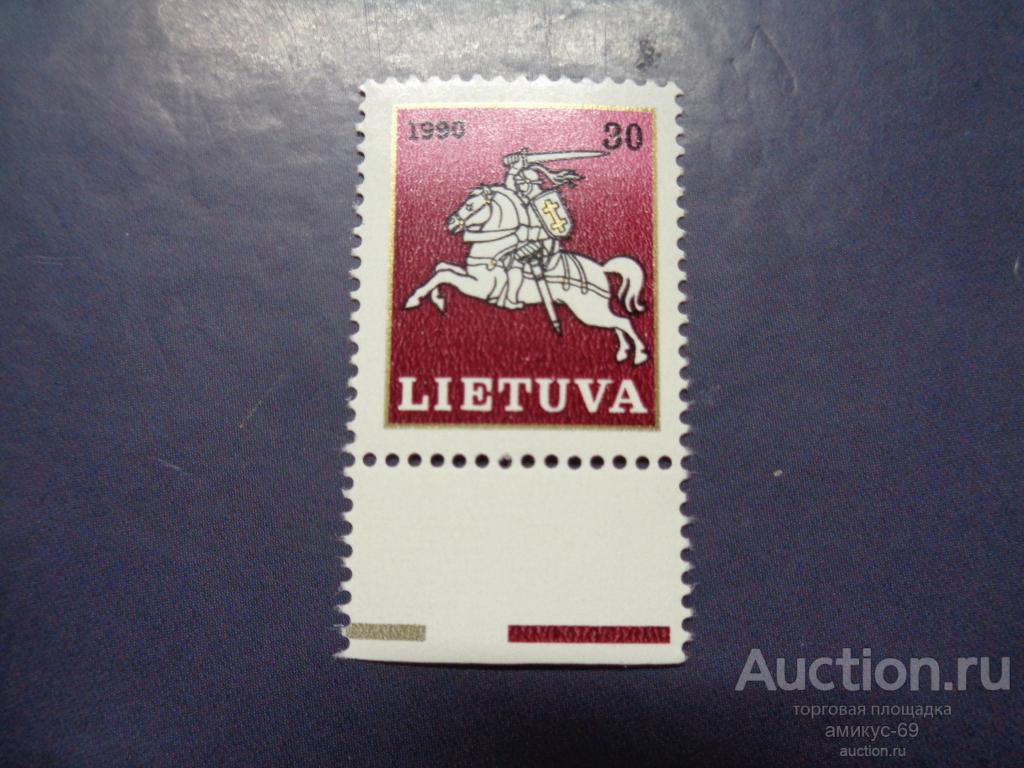 1990 30
LIETUVA
Auction.ru
торговая площадка
амикус-69
auction.ru